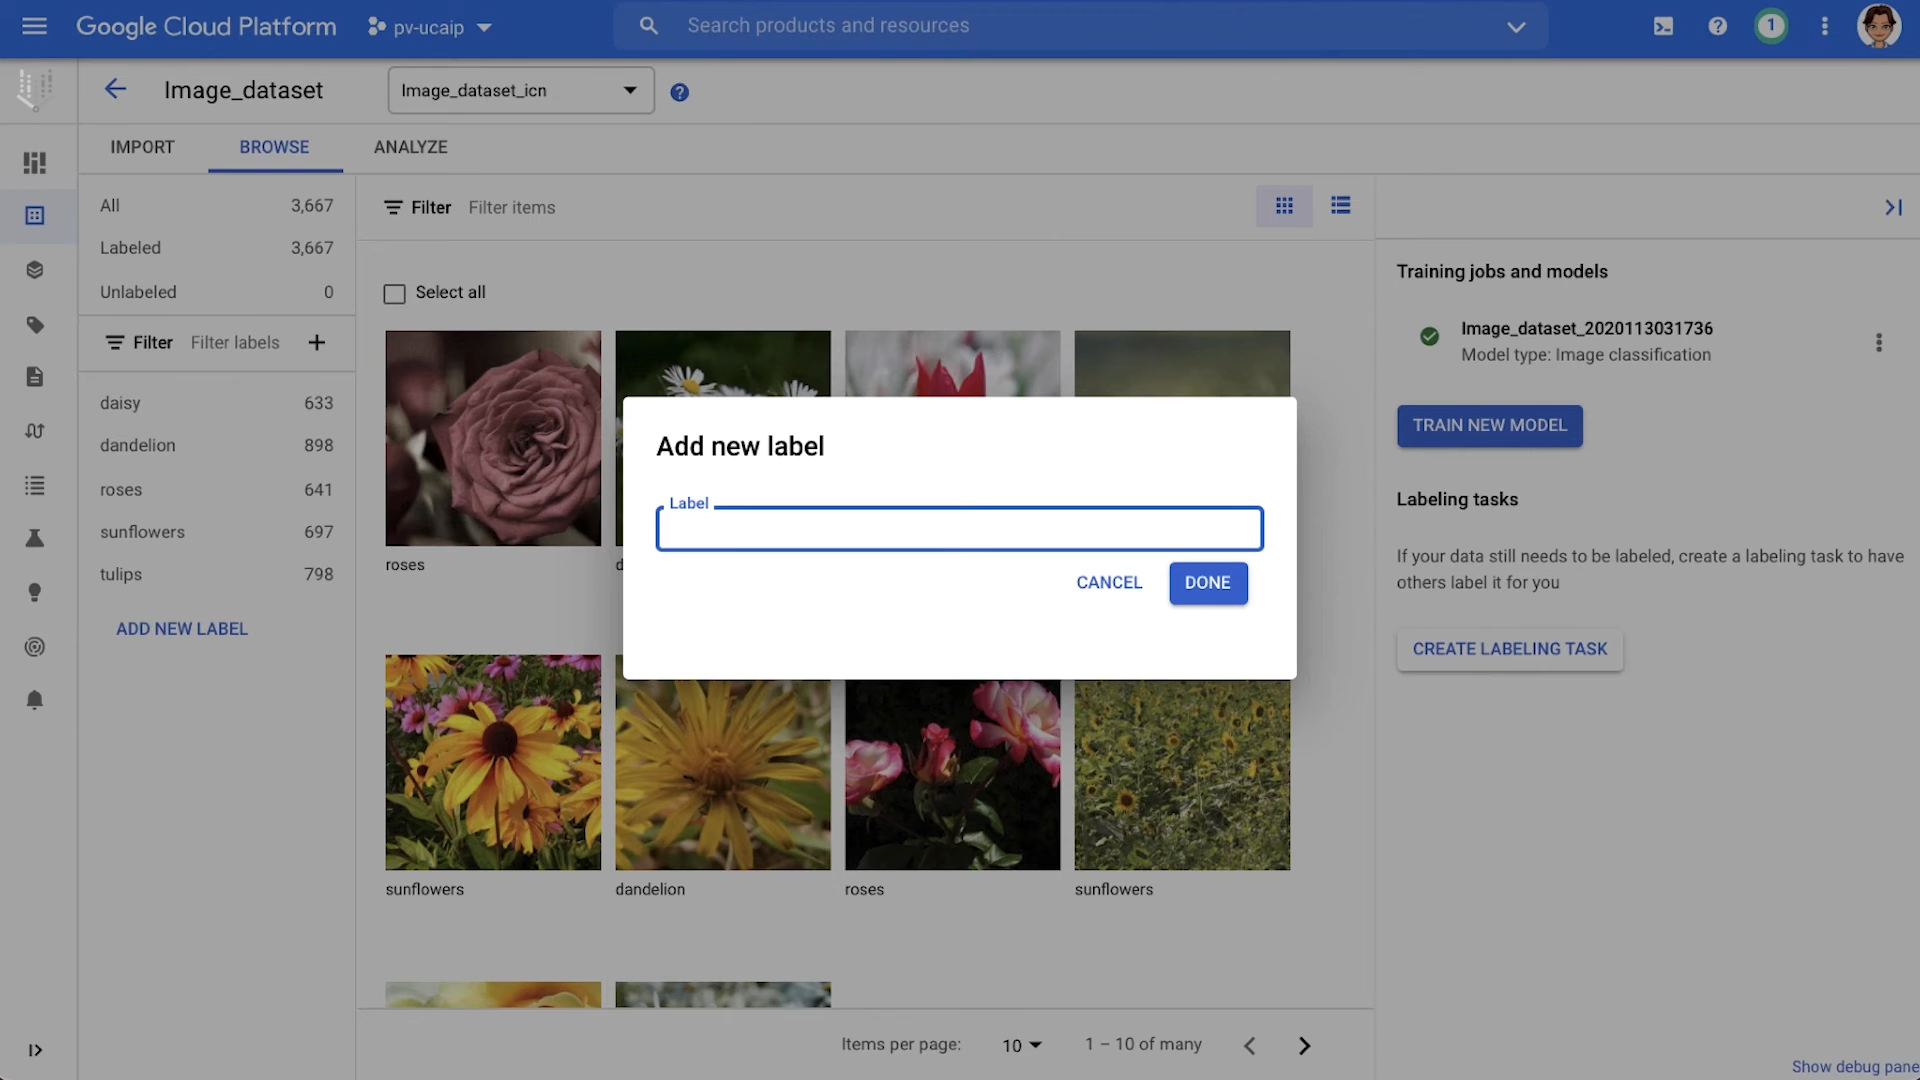 Google Cloud Platform
pv-ucaip
Search products and resources
1
Image_dataset
Image_dataset_icn
IMPORT
BROWSE
ANALYZE
All 3,667
Labeled 3,667
Unlabeled 0
Filter Filter labels
daisy 633
dandelion 898
roses 641
sunflowers 697
tulips 798
ADD NEW LABEL
Filter Filter items
Select all
roses
d
Add new label
Label
CANCEL
DONE
sunflowers
dandelion
roses
sunflowers
Items per page: 10 1 – 10 of many
Training jobs and models
Image_dataset_2020113031736
Model type: Image classification
TRAIN NEW MODEL
Labeling tasks
If your data still needs to be labeled, create a labeling task to have
others label it for you
CREATE LABELING TASK
Show debug pane